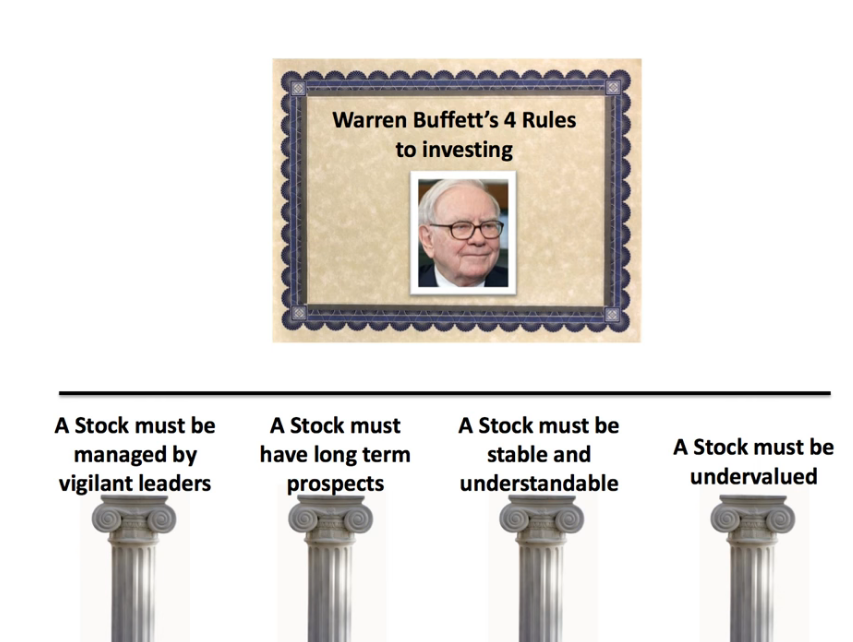 Warren Buffett’s 4 Rules
to investing
A Stock must be
managed by
vigilant leaders
A Stock must
have long term
prospects
A Stock must be
stable and
understandable
A Stock must be
undervalued